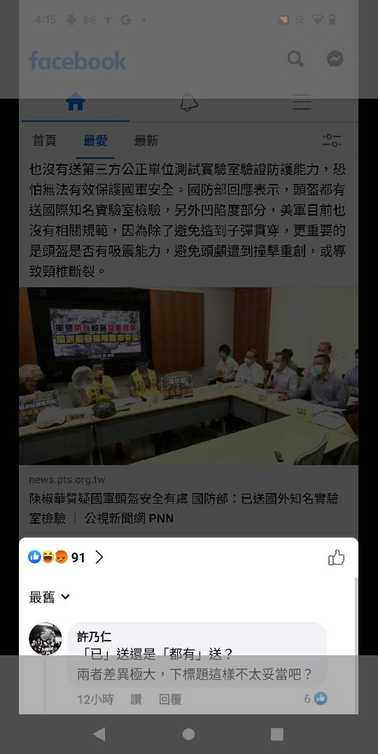 4:15
facebook
首頁 最愛 最新
也沒有送第三方公正單位測試實驗室驗證防護能力，恐
怕無法有效保護國軍安全。國防部回應表示，頭盔都有
送國際知名實驗室檢驗，另外凹陷度部分，美軍目前也
沒有相關規範，因為除了避免遭到子彈貫穿，更重要的
是頭盔是否有吸震能力，避免頭顱遭到撞擊重創，或導
致頸椎斷裂。
news.pts.org.tw
陳椒華質疑國軍頭盔安全有慮 國防部：已送國外知名實驗
室檢驗 ｜ 公視新聞網 PNN
91
最舊
許乃仁
「已」送還是「都有」送？
兩者差異極大，下標題這樣不太妥當吧？
12小時 讚 回覆 6